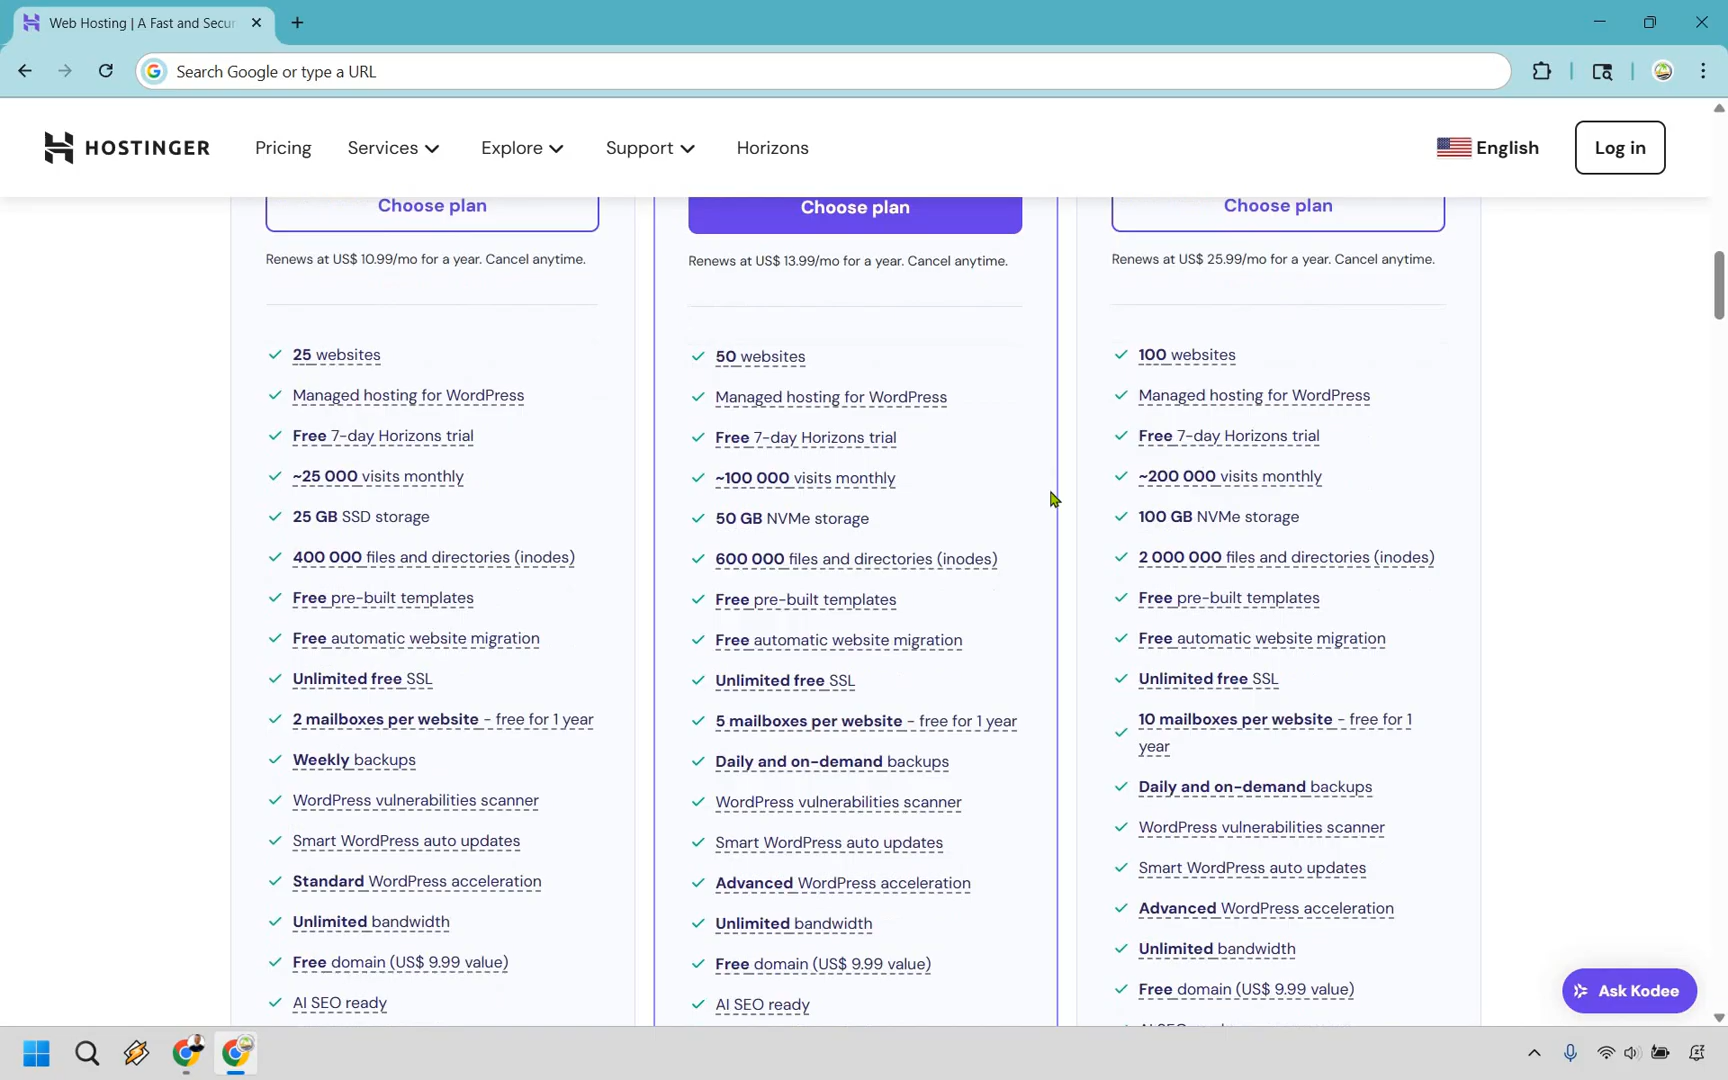 Web Hosting | A Fast and Secur
Search Google or type a URL
HOSTINGER
Pricing
Services
Explore
Support
Horizons
English
Log in
Choose plan
Renews at US$ 10.99/mo for a year. Cancel anytime.
25 websites
Managed hosting for WordPress
Free 7-day Horizons trial
~25 000 visits monthly
25 GB SSD storage
400 000 files and directories (inodes)
Free pre-built templates
Free automatic website migration
Unlimited free SSL
2 mailboxes per website - free for 1 year
Weekly backups
WordPress vulnerabilities scanner
Smart WordPress auto updates
Standard WordPress acceleration
Unlimited bandwidth
Free domain (US$ 9.99 value)
AI SEO ready
Choose plan
Renews at US$ 13.99/mo for a year. Cancel anytime.
50 websites
Managed hosting for WordPress
Free 7-day Horizons trial
~100 000 visits monthly
50 GB NVMe storage
600 000 files and directories (inodes)
Free pre-built templates
Free automatic website migration
Unlimited free SSL
5 mailboxes per website - free for 1 year
Daily and on-demand backups
WordPress vulnerabilities scanner
Smart WordPress auto updates
Advanced WordPress acceleration
Unlimited bandwidth
Free domain (US$ 9.99 value)
AI SEO ready
Choose plan
Renews at US$ 25.99/mo for a year. Cancel anytime.
100 websites
Managed hosting for WordPress
Free 7-day Horizons trial
~200 000 visits monthly
100 GB NVMe storage
2 000 000 files and directories (inodes)
Free pre-built templates
Free automatic website migration
Unlimited free SSL
10 mailboxes per website - free for 1
year
Daily and on-demand backups
WordPress vulnerabilities scanner
Smart WordPress auto updates
Advanced WordPress acceleration
Unlimited bandwidth
Free domain (US$ 9.99 value)
Ask Kodee